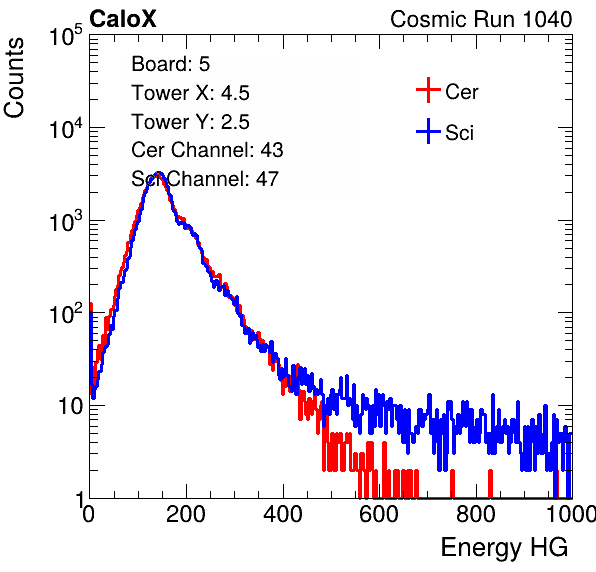 CaloX Cosmic Run 1040
Counts
10^5
10^4
10^3
10^2
10
1
Board: 5
Tower X: 4.5
Tower Y: 2.5
Cer Channel: 43
Sci Channel: 47
Cer
Sci
0 200 400 600 800 1000
Energy HG